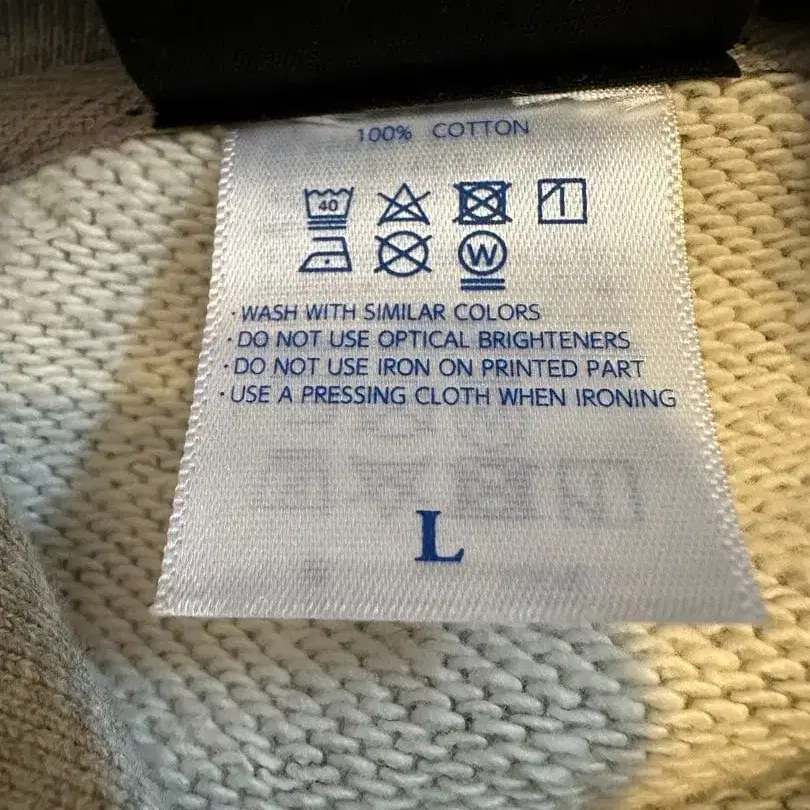 100% COTTON
40
W
· WASH WITH SIMILAR COLORS
· DO NOT USE OPTICAL BRIGHTENERS
· DO NOT USE IRON ON PRINTED PART
· USE A PRESSING CLOTH WHEN IRONING
L